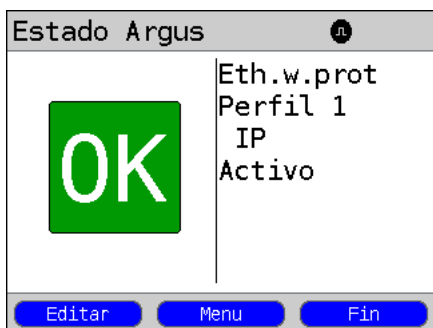 Estado Argus
OK
Eth.w.prot
Perfil 1
IP
Activo
Editar
Menu
Fin